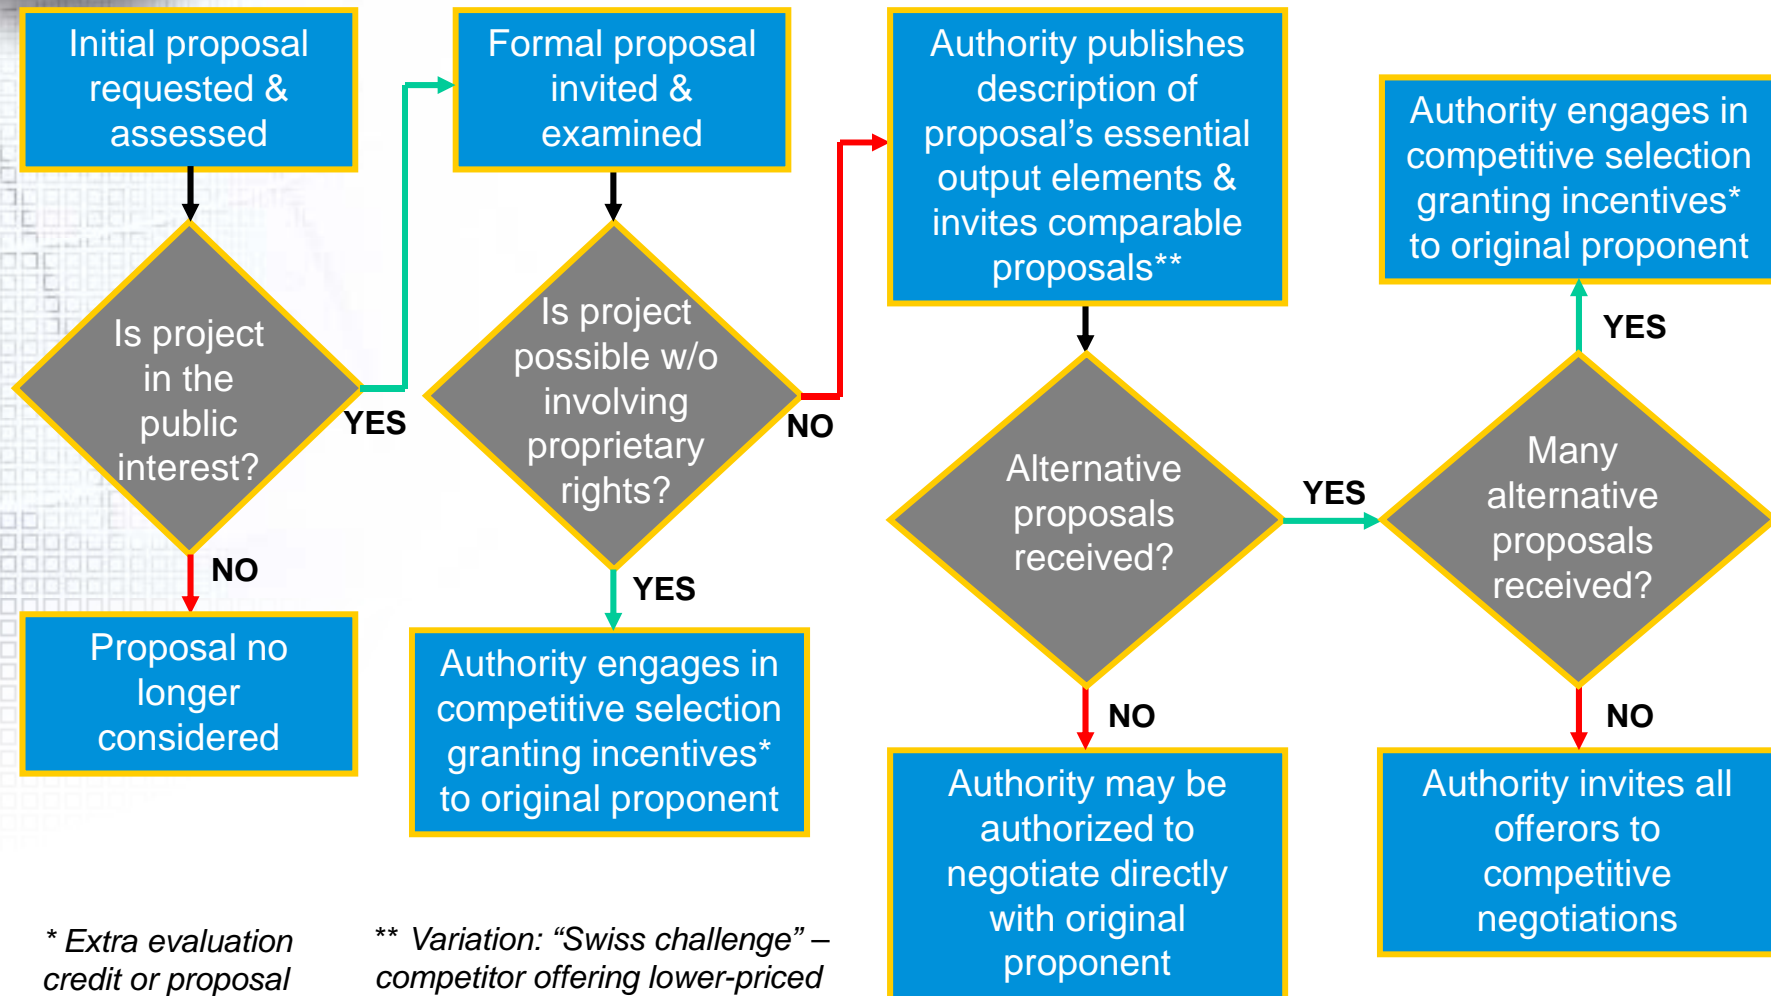 Initial proposal
requested &
assessed
Is project
in the
public
interest?
YES
NO
Proposal no
longer
considered
Formal proposal
invited &
examined
Is project
possible w/o
involving
proprietary
rights?
NO
YES
Authority engages in
competitive selection
granting incentives*
to original proponent
Authority publishes
description of
proposal’s essential
output elements &
invites comparable
proposals**
Alternative
proposals
received?
YES
NO
Authority may be
authorized to
negotiate directly
with original
proponent
Many
alternative
proposals
received?
YES
Authority engages in
competitive selection
granting incentives*
to original proponent
NO
Authority invites all
offerors to
competitive
negotiations
* Extra evaluation
credit or proposal
** Variation: “Swiss challenge” –
competitor offering lower-priced